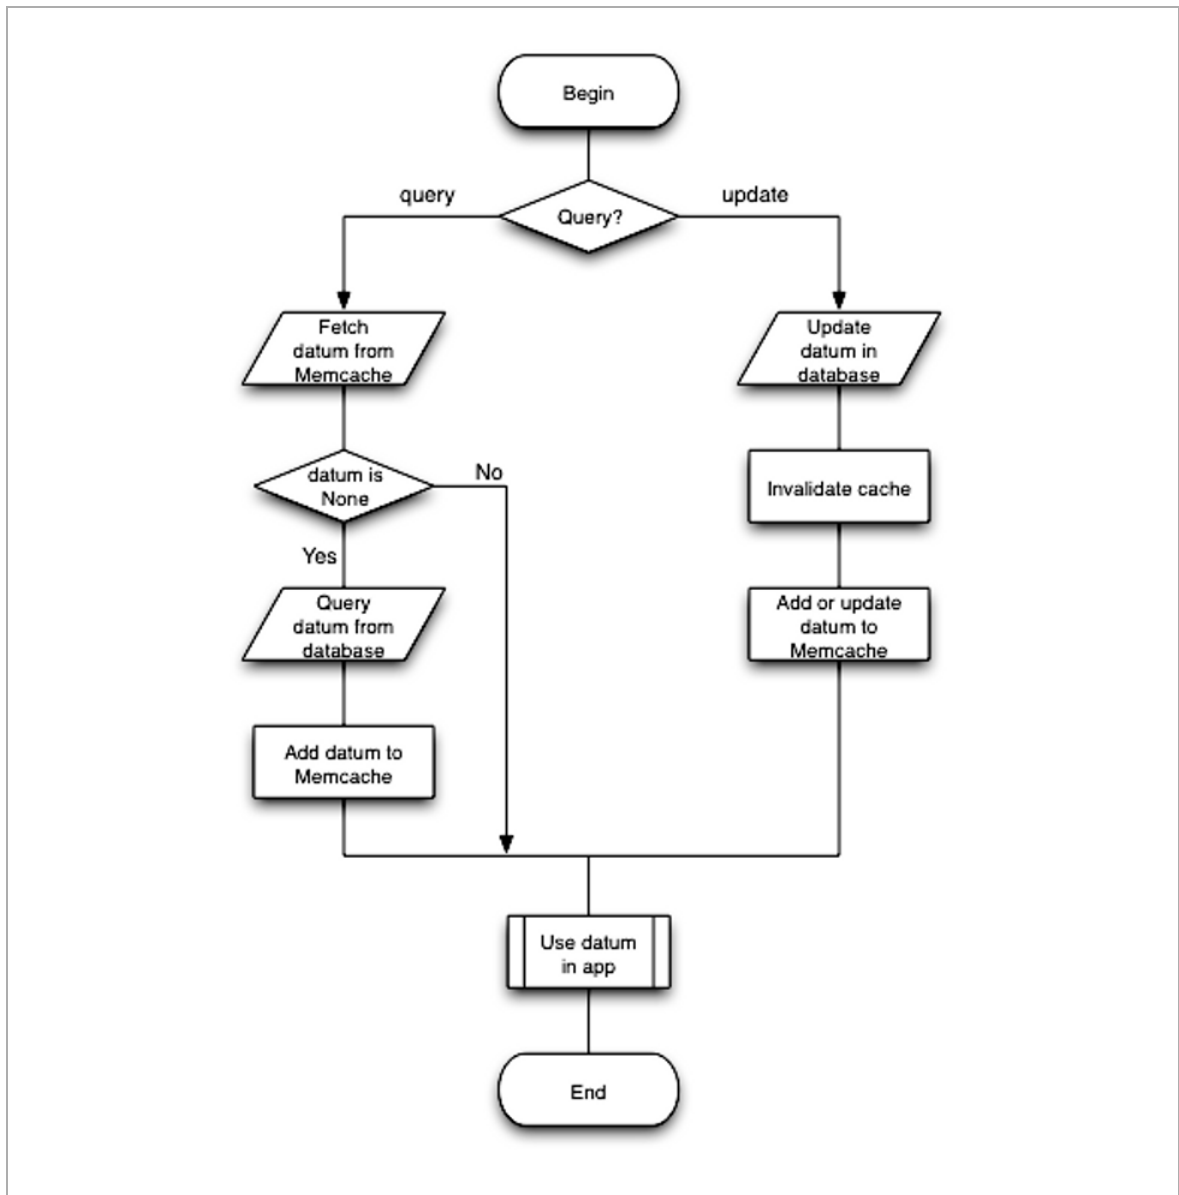 Begin
query
Query?
update
Fetch
datum from
Memcache
Update
datum in
database
datum is
None
No
Yes
Invalidate cache
Query
datum from
database
Add or update
datum to
Memcache
Add datum to
Memcache
Use datum
in app
End